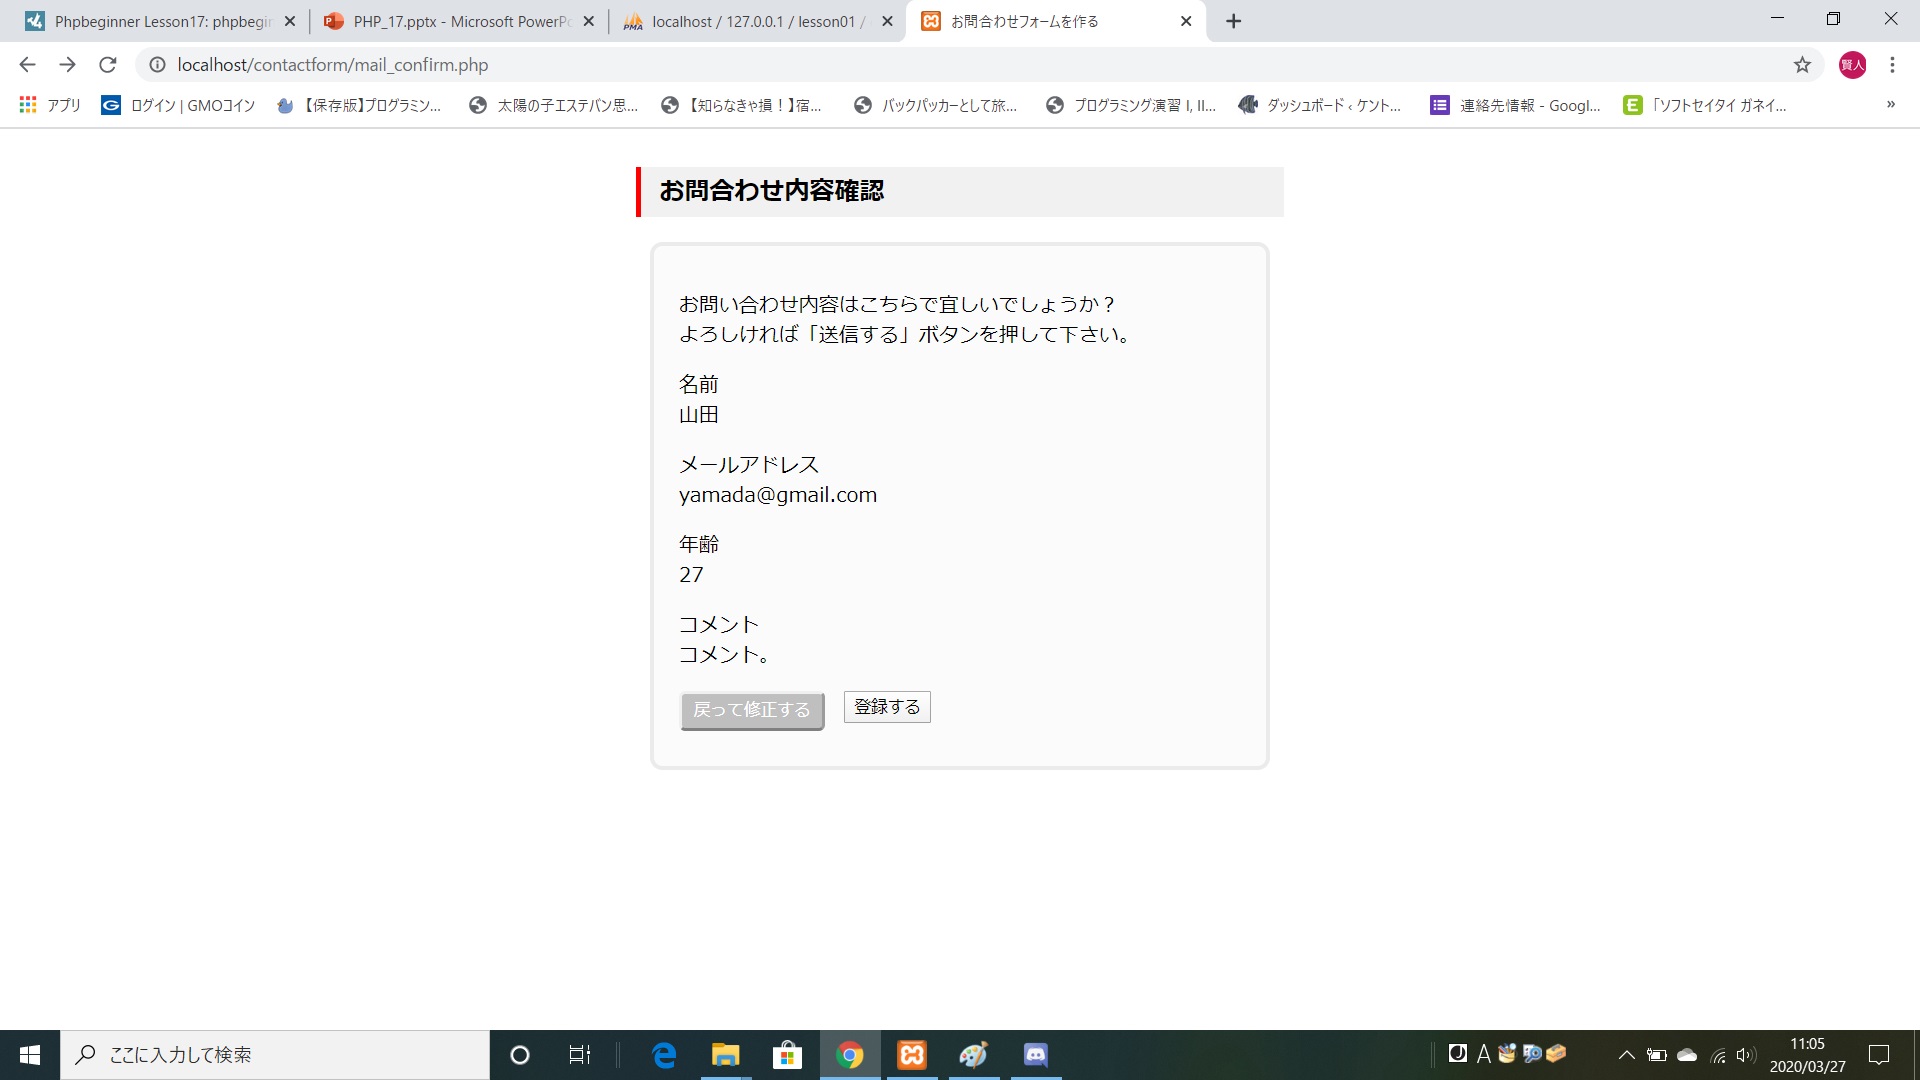 Phpbeginner Lesson17: phpbegin
PHP_17.pptx - Microsoft PowerPo
PMA
localhost / 127.0.0.1 / lesson01 /
お問合わせフォームを作る
localhost/contactform/mail_confirm.php
賢人
アプリ
G
ログイン | GMOコイン
【保存版】プログラミン...
太陽の子エステバン思...
【知らなきゃ損！】宿...
バックパッカーとして旅...
プログラミング演習 I, II...
ダッシュボード ‹ ケント...
連絡先情報 - Googl...
E
「ソフトセイタイ ガネイ...
»
お問合わせ内容確認
お問い合わせ内容はこちらで宜しいでしょうか？
よろしければ「送信する」ボタンを押して下さい。
名前
山田
メールアドレス
yamada@gmail.com
年齢
27
コメント
コメント。
戻って修正する
登録する
ここに入力して検索
A
11:05
2020/03/27